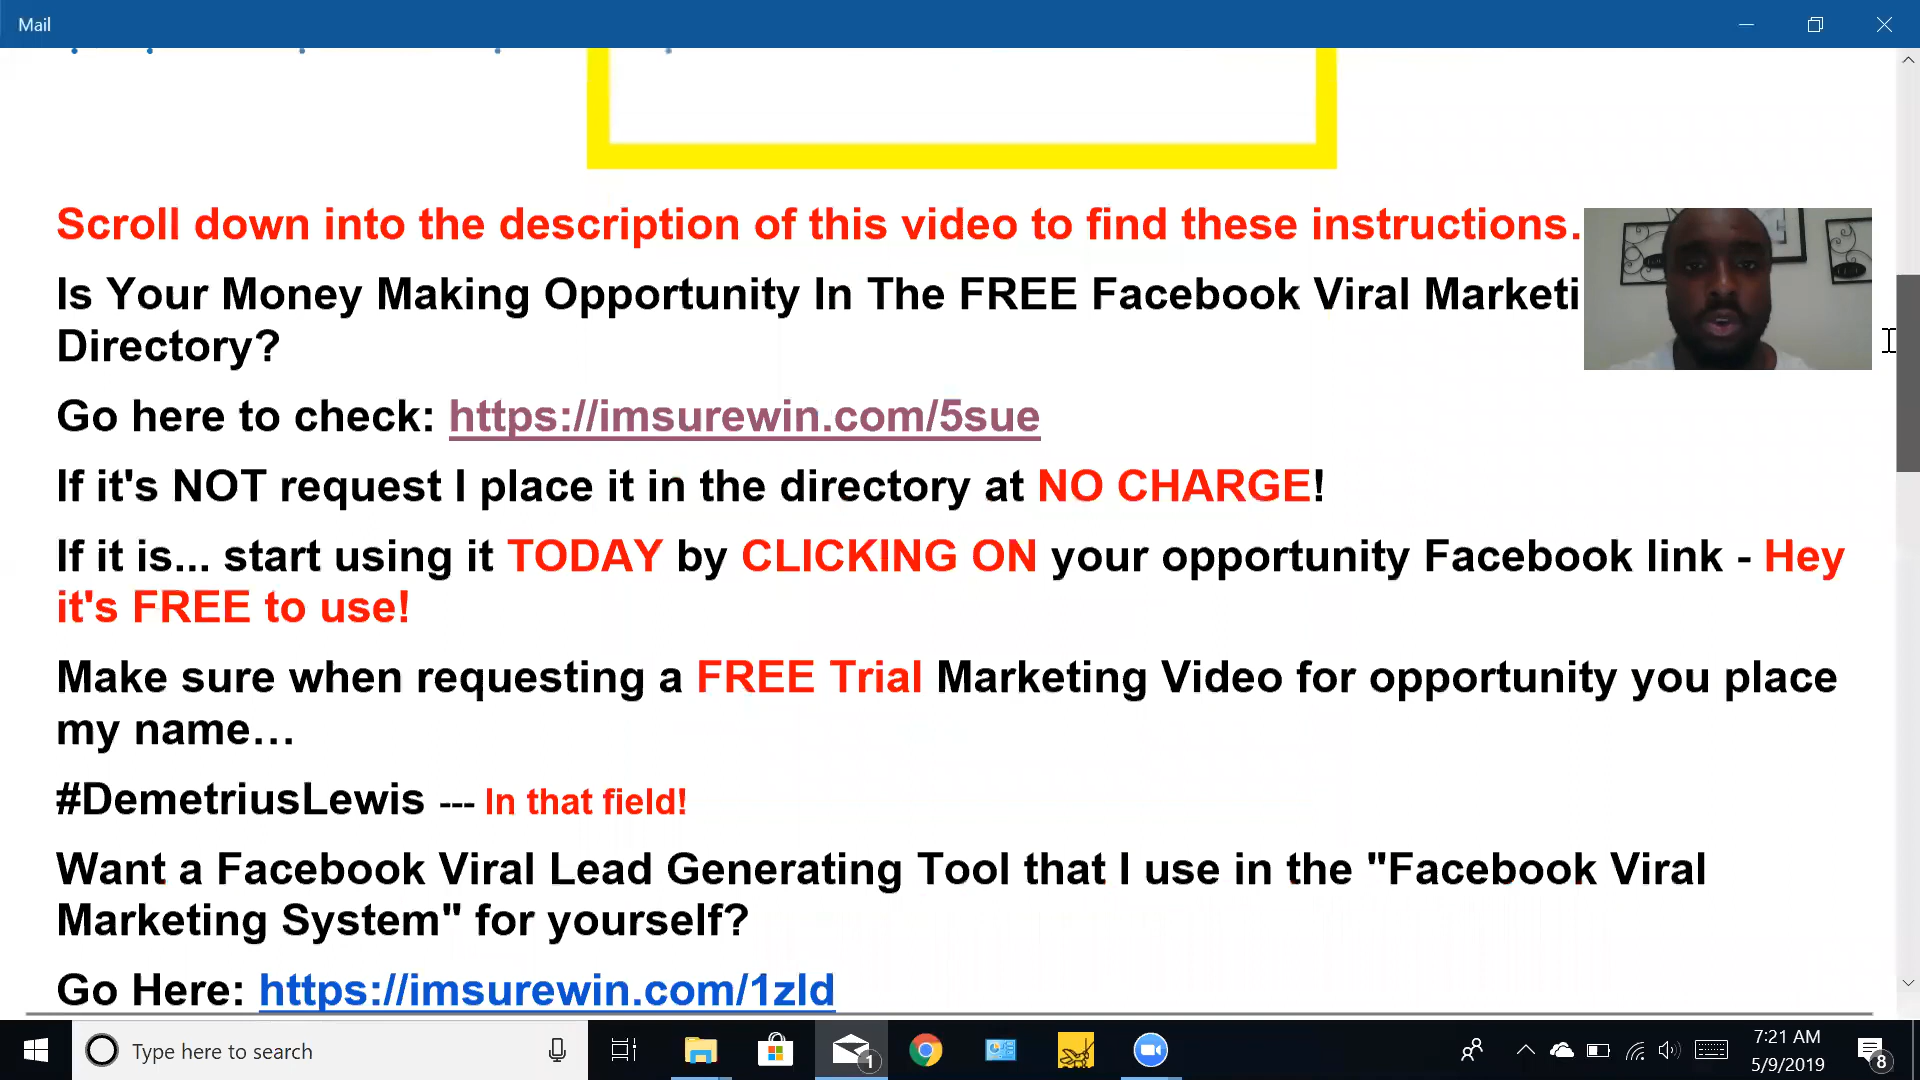 Mail
Scroll down into the description of this video to find these instructions.
Is Your Money Making Opportunity In The FREE Facebook Viral Marketi
Directory?
Go here to check: https://imsurewin.com/5sue
If it's NOT request I place it in the directory at NO CHARGE!
If it is... start using it TODAY by CLICKING ON your opportunity Facebook link - Hey
it's FREE to use!
Make sure when requesting a FREE Trial Marketing Video for opportunity you place
my name…
#DemetriusLewis --- In that field!
Want a Facebook Viral Lead Generating Tool that I use in the "Facebook Viral
Marketing System" for yourself?
Go Here: https://imsurewin.com/1zld
Type here to search
1
7:21 AM
5/9/2019
8